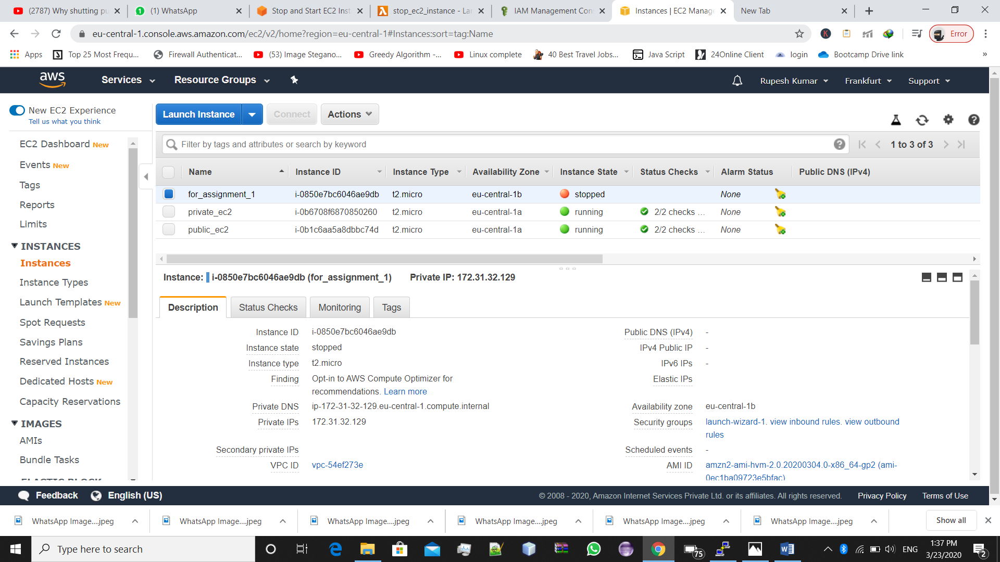 (2787) Why shutting pu
(1) WhatsApp
Stop and Start EC2 Inst
stop_ec2_instance - La
IAM Management Con
Instances | EC2 Manage
New Tab
eu-central-1.console.aws.amazon.com/ec2/v2/home?region=eu-central-1#Instances:sort=tag:Name
K
Error
Apps
Top 25 Most Frequ...
Firewall Authenticat...
(53) Image Stegano...
Greedy Algorithm -...
Linux complete
40 Best Travel Jobs...
Java Script
24Online Client
login
Bootcamp Drive link
»
aws
Services
Resource Groups
Rupesh Kumar
Frankfurt
Support
New EC2 Experience
Tell us what you think
EC2 Dashboard New
Events New
Tags
Reports
Limits
INSTANCES
Instances
Instance Types
Launch Templates New
Spot Requests
Savings Plans
Reserved Instances
Dedicated Hosts New
Capacity Reservations
IMAGES
AMIs
Bundle Tasks
ELASTIC BLOCK
Launch Instance
Connect
Actions
Filter by tags and attributes or search by keyword
1 to 3 of 3
Name Instance ID Instance Type Availability Zone Instance State Status Checks Alarm Status Public DNS (IPv4)
for_assignment_1 i-0850e7bc6046ae9db t2.micro eu-central-1b stopped None
private_ec2 i-0b6708f6870850260 t2.micro eu-central-1a running 2/2 checks ... None
public_ec2 i-0b1c6aa5a8dbbc74d t2.micro eu-central-1a running 2/2 checks ... None
Instance: i-0850e7bc6046ae9db (for_assignment_1) Private IP: 172.31.32.129
Description
Status Checks
Monitoring
Tags
Instance ID i-0850e7bc6046ae9db
Instance state stopped
Instance type t2.micro
Finding Opt-in to AWS Compute Optimizer for
recommendations. Learn more
Private DNS ip-172-31-32-129.eu-central-1.compute.internal
Private IPs 172.31.32.129
Secondary private IPs
VPC ID vpc-54ef273e
Public DNS (IPv4) -
IPv4 Public IP -
IPv6 IPs -
Elastic IPs
Availability zone eu-central-1b
Security groups launch-wizard-1. view inbound rules. view outbound
rules
Scheduled events -
AMI ID amzn2-ami-hvm-2.0.20200304.0-x86_64-gp2 (ami-
0ec1ba09723e5bfac)
Feedback
English (US)
© 2008 - 2020, Amazon Internet Services Private Ltd. or its affiliates. All rights reserved.
Privacy Policy
Terms of Use
WhatsApp Image....jpeg
WhatsApp Image....jpeg
WhatsApp Image....jpeg
WhatsApp Image....jpeg
WhatsApp Image....jpeg
WhatsApp Image....jpeg
Show all
Type here to search
75
ENG
1:37 PM
3/23/2020
2